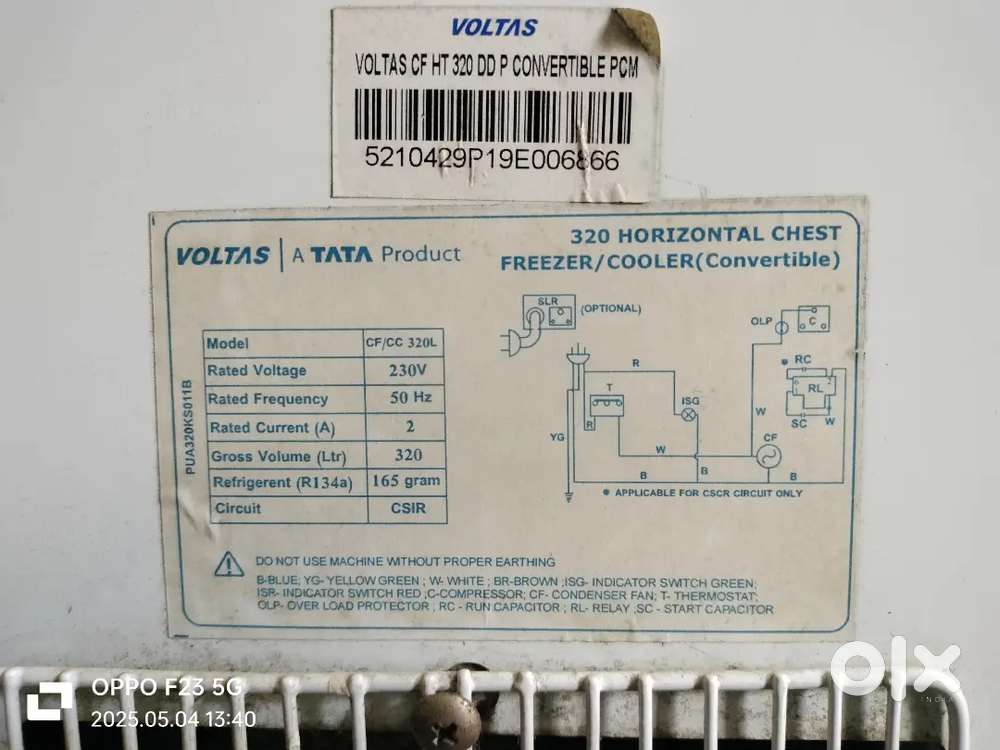 VOLTAS
VOLTAS CF HT 320 DD P CONVERTIBLE PCM
5210429P19E006866
VOLTAS A TATA Product
320 HORIZONTAL CHEST
FREEZER/COOLER(Convertible)
SLR
(OPTIONAL)
OLP
C
Model CF/CC 320L
Rated Voltage 230V
Rated Frequency 50 Hz
Rated Current (A) 2
Gross Volume (Ltr) 320
Refrigerent (R134a) 165 gram
Circuit CSIR
PUA320KS011B
R
T
ISG
R
YG
W
B
B
W
CF
B
* RC
RL
1
2
SC
W
* APPLICABLE FOR CSCR CIRCUIT ONLY
DO NOT USE MACHINE WITHOUT PROPER EARTHING
B-BLUE; YG-YELLOW GREEN ; W- WHITE ; BR-BROWN ;ISG- INDICATOR SWITCH GREEN;
ISR- INDICATOR SWITCH RED ;C-COMPRESSOR; CF- CONDENSER FAN; T- THERMOSTAT;
OLP-OVER LOAD PROTECTOR ; RC - RUN CAPACITOR ; RL- RELAY ;SC - START CAPACITOR
OPPO F23 5G
2025.05.04 13:40
olx
INDIA